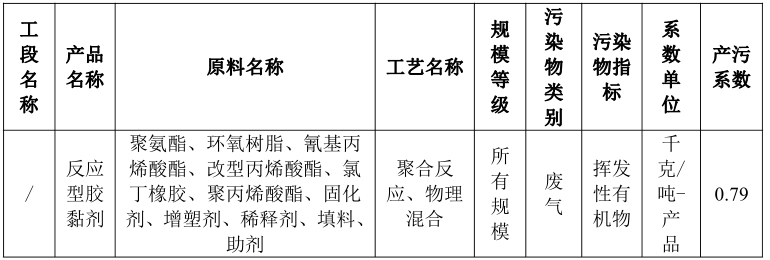 工
段
名
称
产品
名称
原料名称
工艺名称
规
模
等
级
污
染
物
类
别
污染
物指
标
系
数
单
位
产污
系数
/
反应
型胶
黏剂
聚氨酯、环氧树脂、氰基丙
烯酸酯、改型丙烯酸酯、氯
丁橡胶、聚丙烯酸酯、固化
剂、增塑剂、稀释剂、填料、
助剂
聚合反
应、物理
混合
所
有
规
模
废
气
挥发
性有
机物
千
克/
吨-
产
品
0.79